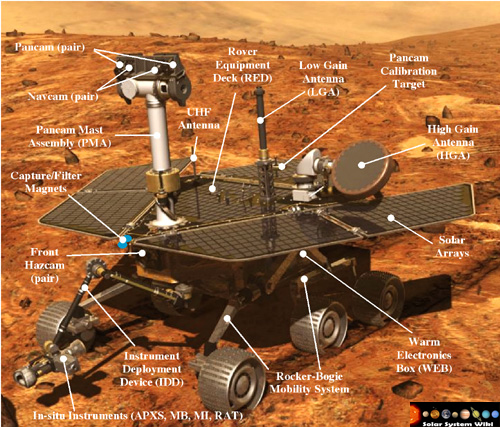 Pancam (pair)
Navcam (pair)
Pancam Mast
Assembly (PMA)
Capture/Filter
Magnets
Front
Hazcam
(pair)
Rover
Equipment
Deck (RED)
UHF
Antenna
Low Gain
Antenna
(LGA)
Pancam
Calibration
Target
High Gain
Antenna
(HGA)
Solar
Arrays
Warm
Electronics
Box (WEB)
Rocker-Bogie
Mobility System
Instrument
Deployment
Device (IDD)
In-situ Instruments (APXS, MB, MI, RAT)
Solar System Wiki